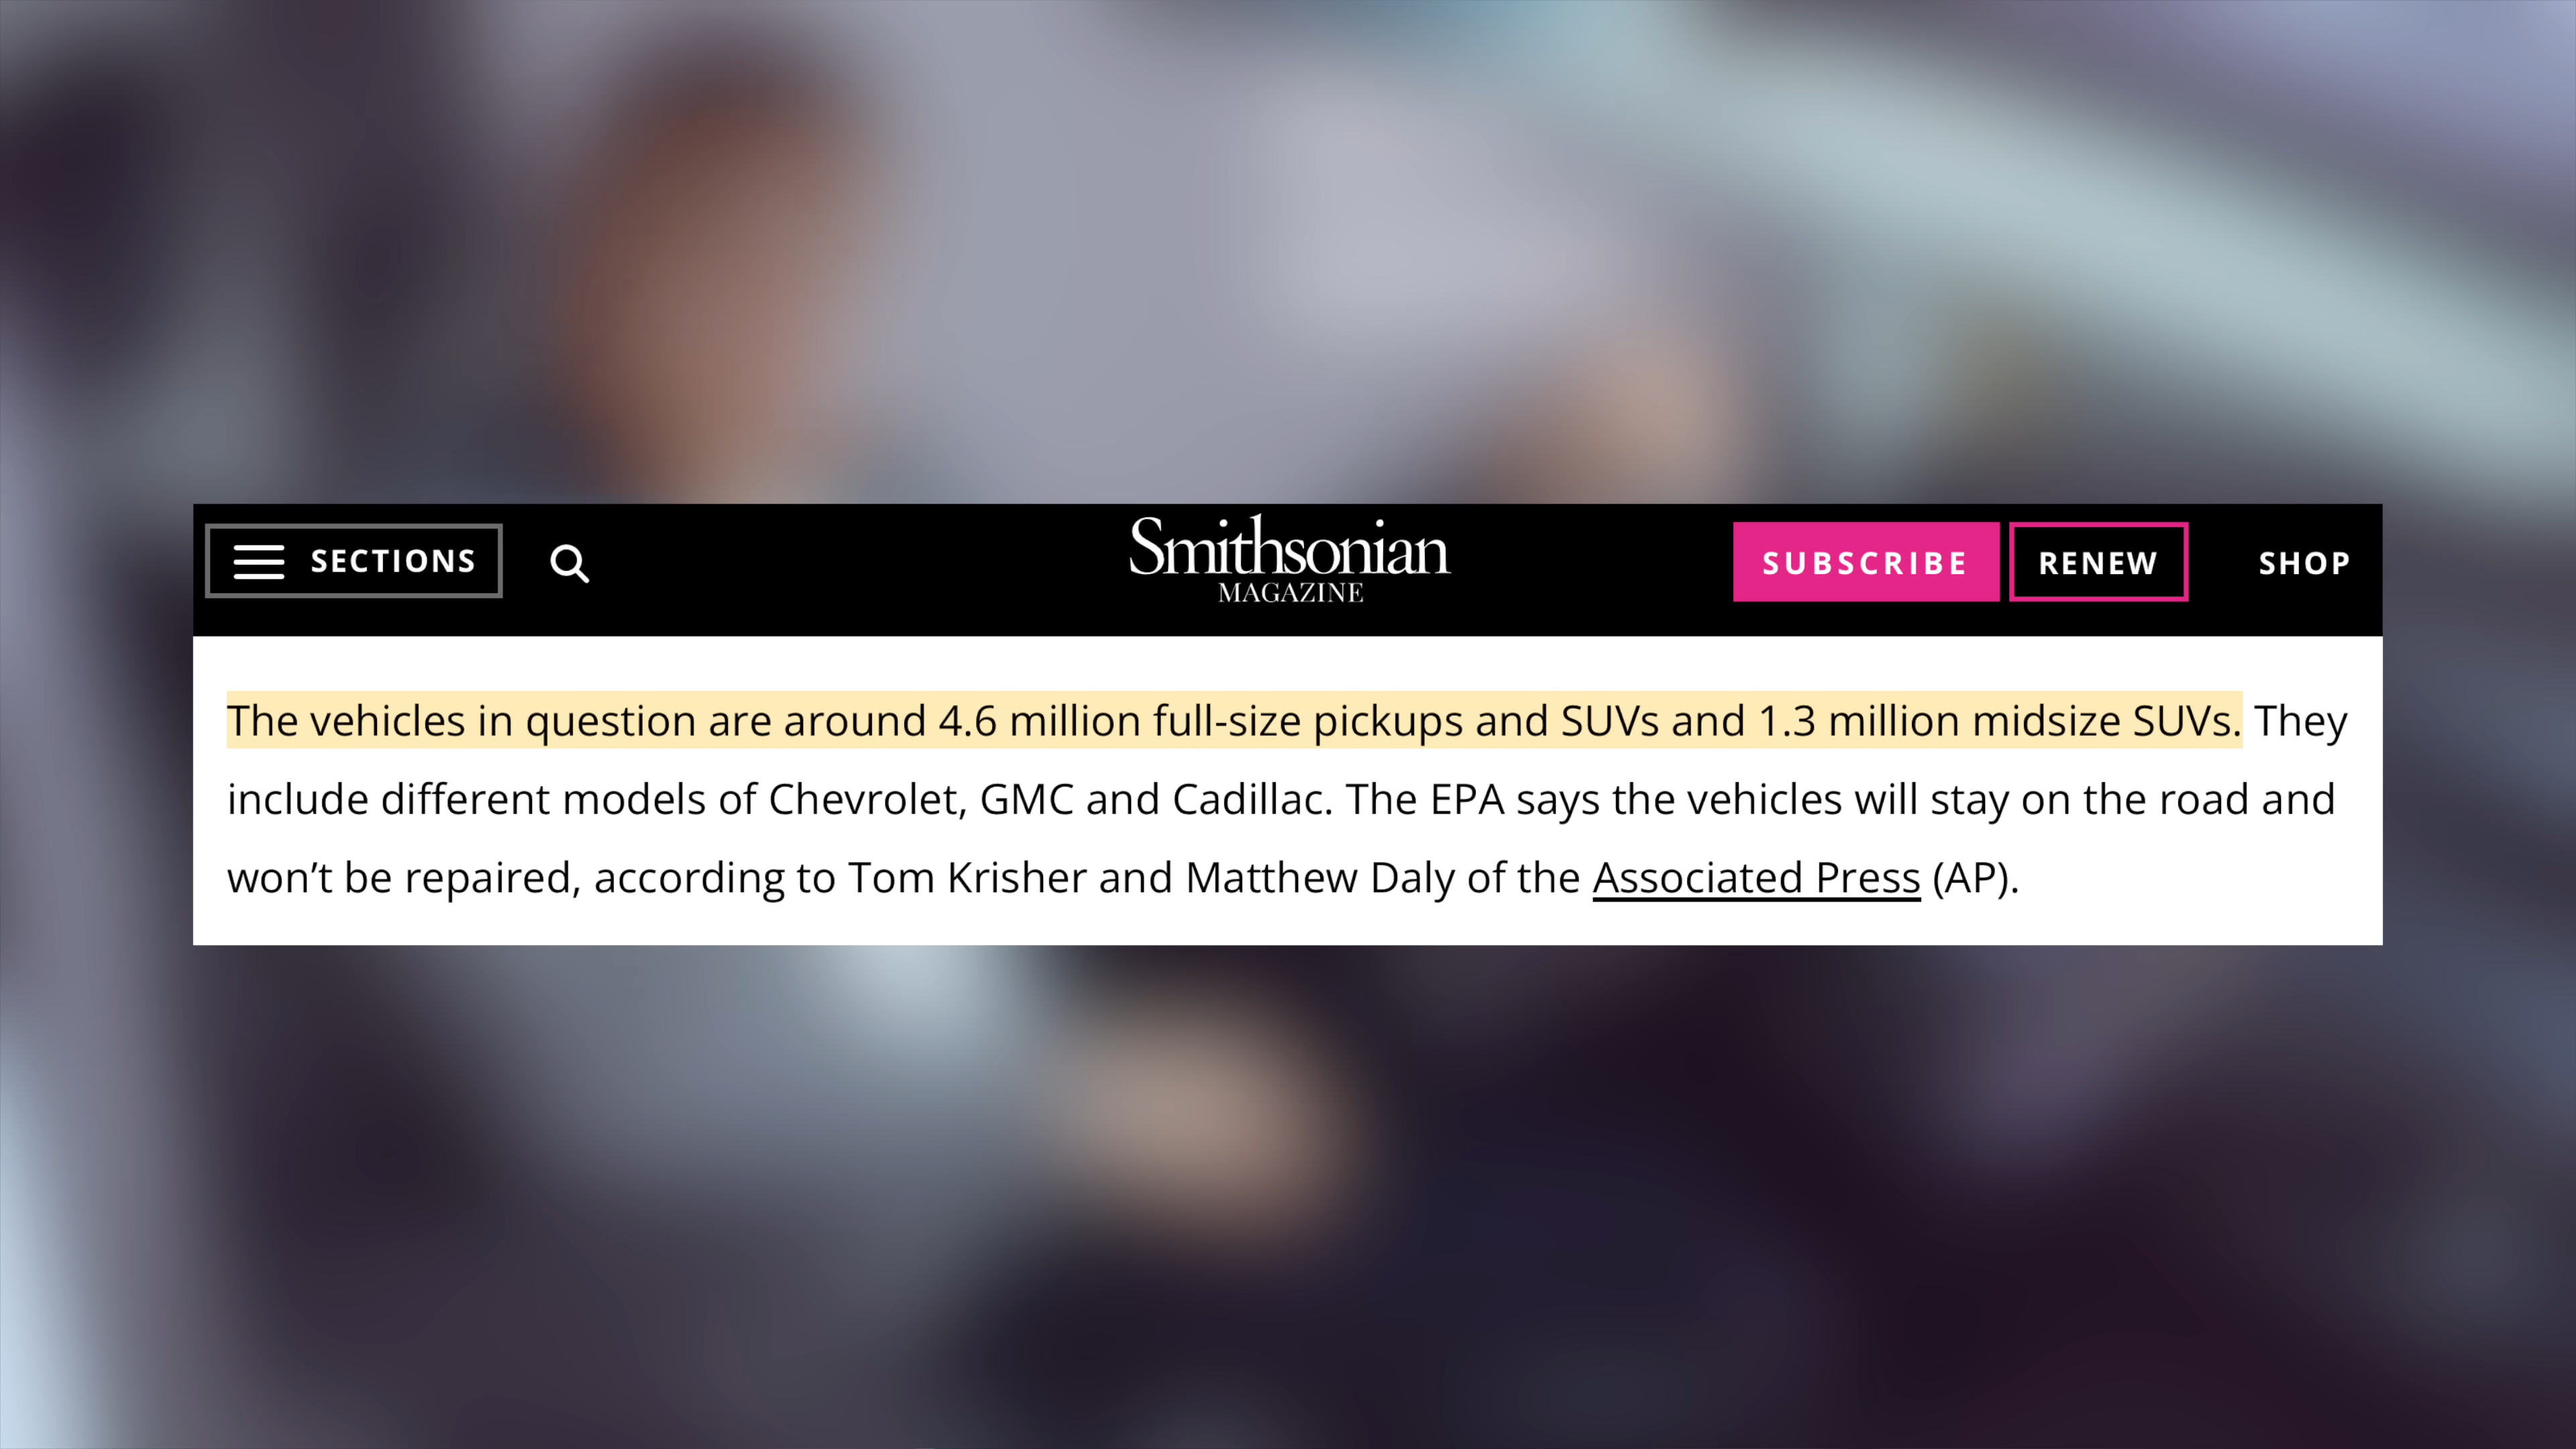 SECTIONS
Smithsonian
MAGAZINE
SUBSCRIBE
RENEW
SHOP
The vehicles in question are around 4.6 million full-size pickups and SUVs and 1.3 million midsize SUVs. They
include different models of Chevrolet, GMC and Cadillac. The EPA says the vehicles will stay on the road and
won’t be repaired, according to Tom Krisher and Matthew Daly of the Associated Press (AP).